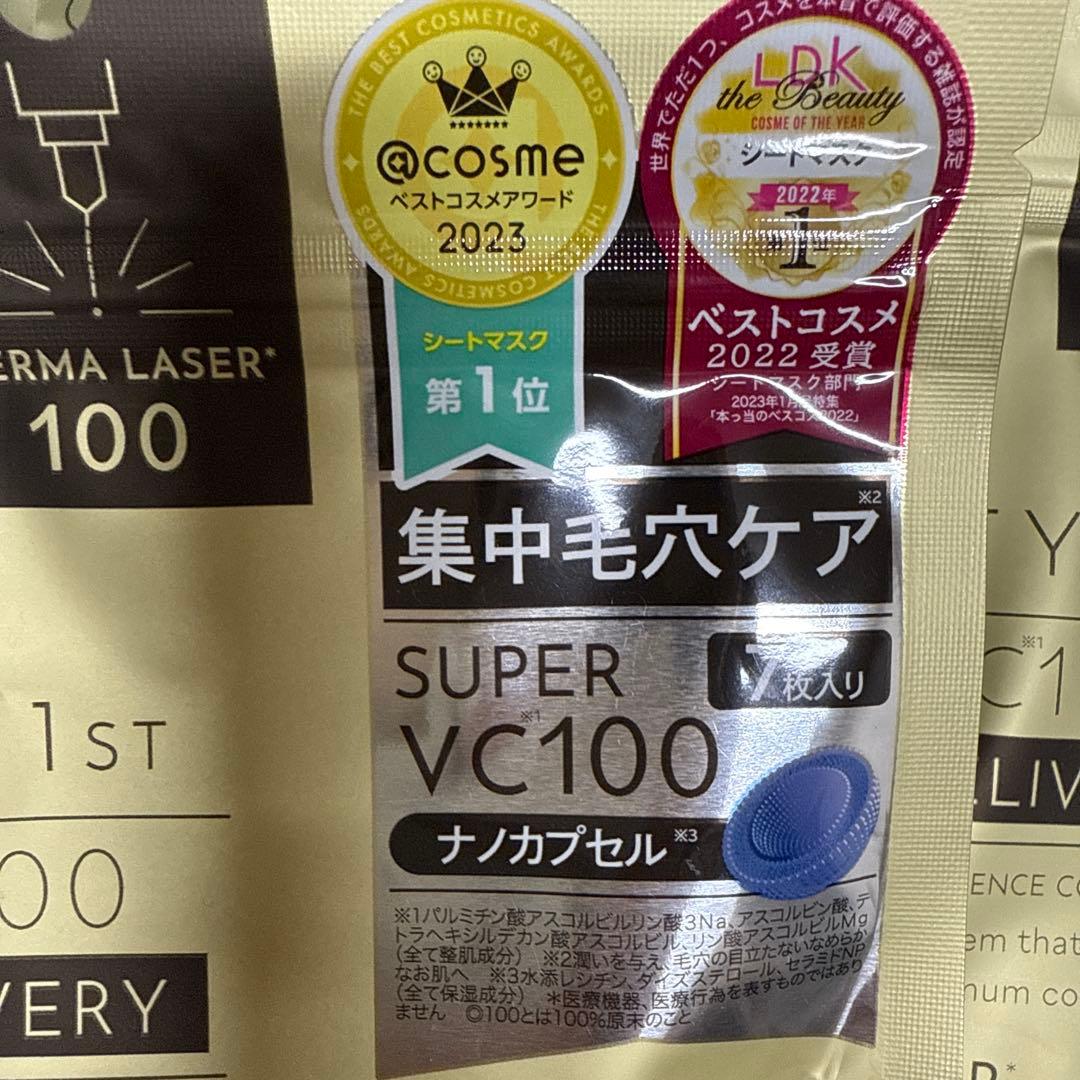 THE BEST COSMETICS AWARDS
@cosme
ベストコスメアワード
2023
シートマスク
第1位
世界でただ1つ、コスメを本音で評価する雑誌が認定
LDK
the Beauty
COSME OF THE YEAR
シートマスク
2022年
第1位
ベストコスメ
2022 受賞
シートマスク部門
2023年1月号特集
「本っ当のベスコス2022」
ERMA LASER*
100
集中毛穴ケア※2
SUPER
7枚入り
VC※1100
ナノカプセル※3
※1パルミチン酸アスコルビルリン酸3Na、アスコルビン酸、テ
トラヘキシルデカン酸アスコルビル、リン酸アスコルビルMg
(全て整肌成分) ※2潤いを与え、毛穴の目立たないなめらか
なお肌へ ※3水添レシチン、ダイズステロール、セラミドNP
(全て保湿成分) *医療機器、医療行為を表すものではあり
ません ◎100とは100%原末のこと
1ST
00
VERY
Y
C※11
LIV
ENCE CO
em that
num co